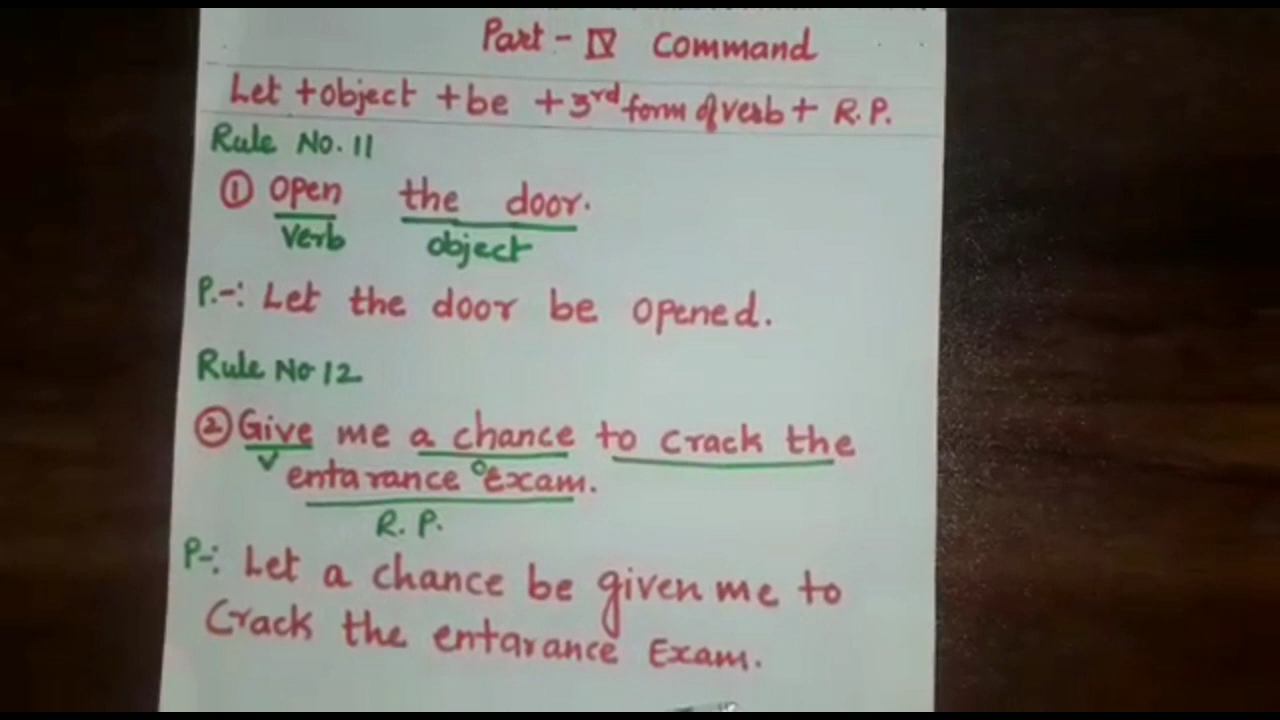 Part - IV Command
Let + object + be + 3rd form of verb + R.P.
Rule No. 11
① Open the door.
Verb object
P.-: Let the door be opened.
Rule No 12
② Give me a chance to crack the
V O
entarance Exam.
R. P.
P-: Let a chance be given me to
Crack the entarance Exam.